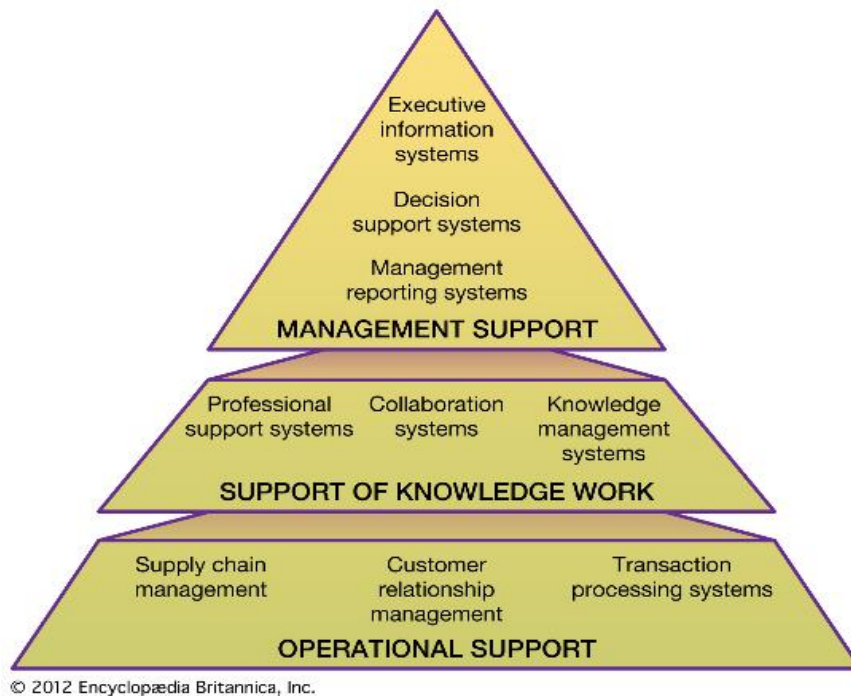 Executive
information
systems
Decision
support systems
Management
reporting systems
MANAGEMENT SUPPORT
Professional
support systems
Collaboration
systems
Knowledge
management
systems
SUPPORT OF KNOWLEDGE WORK
Supply chain
management
Customer
relationship
management
Transaction
processing systems
OPERATIONAL SUPPORT
© 2012 Encyclopædia Britannica, Inc.